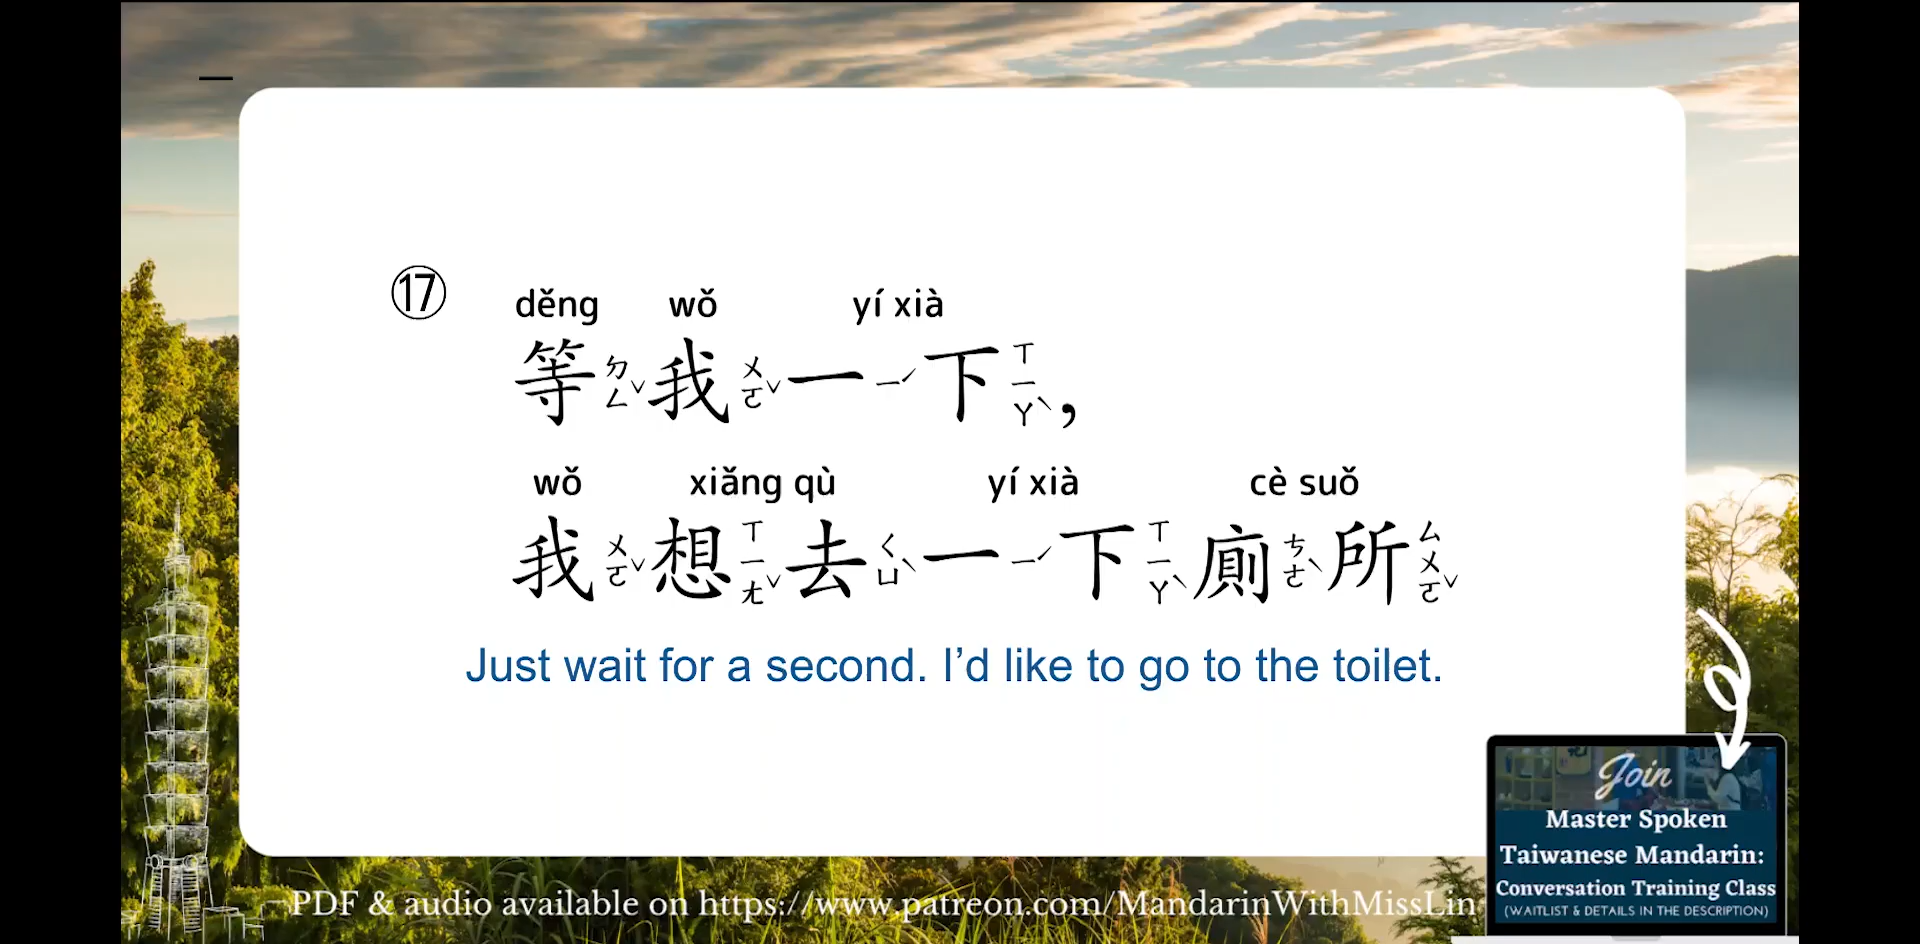 ⑰
děng wǒ yí xià
等ㄉㄥˇ我ㄨㄛˇ一ㄧˊ下ㄒㄧㄚˋ,
wǒ xiǎng qù yí xià cè suǒ
我ㄨㄛˇ想ㄒㄧㄤˇ去ㄑㄩˋ一ㄧˊ下ㄒㄧㄚˋ廁ㄘㄜˋ所ㄙㄨㄛˇ
Just wait for a second. I’d like to go to the toilet.
Join
Master Spoken
Taiwanese Mandarin:
Conversation Training Class
(WAITLIST & DETAILS IN THE DESCRIPTION)
PDF & audio available on https://www.patreon.com/MandarinWithMissLin